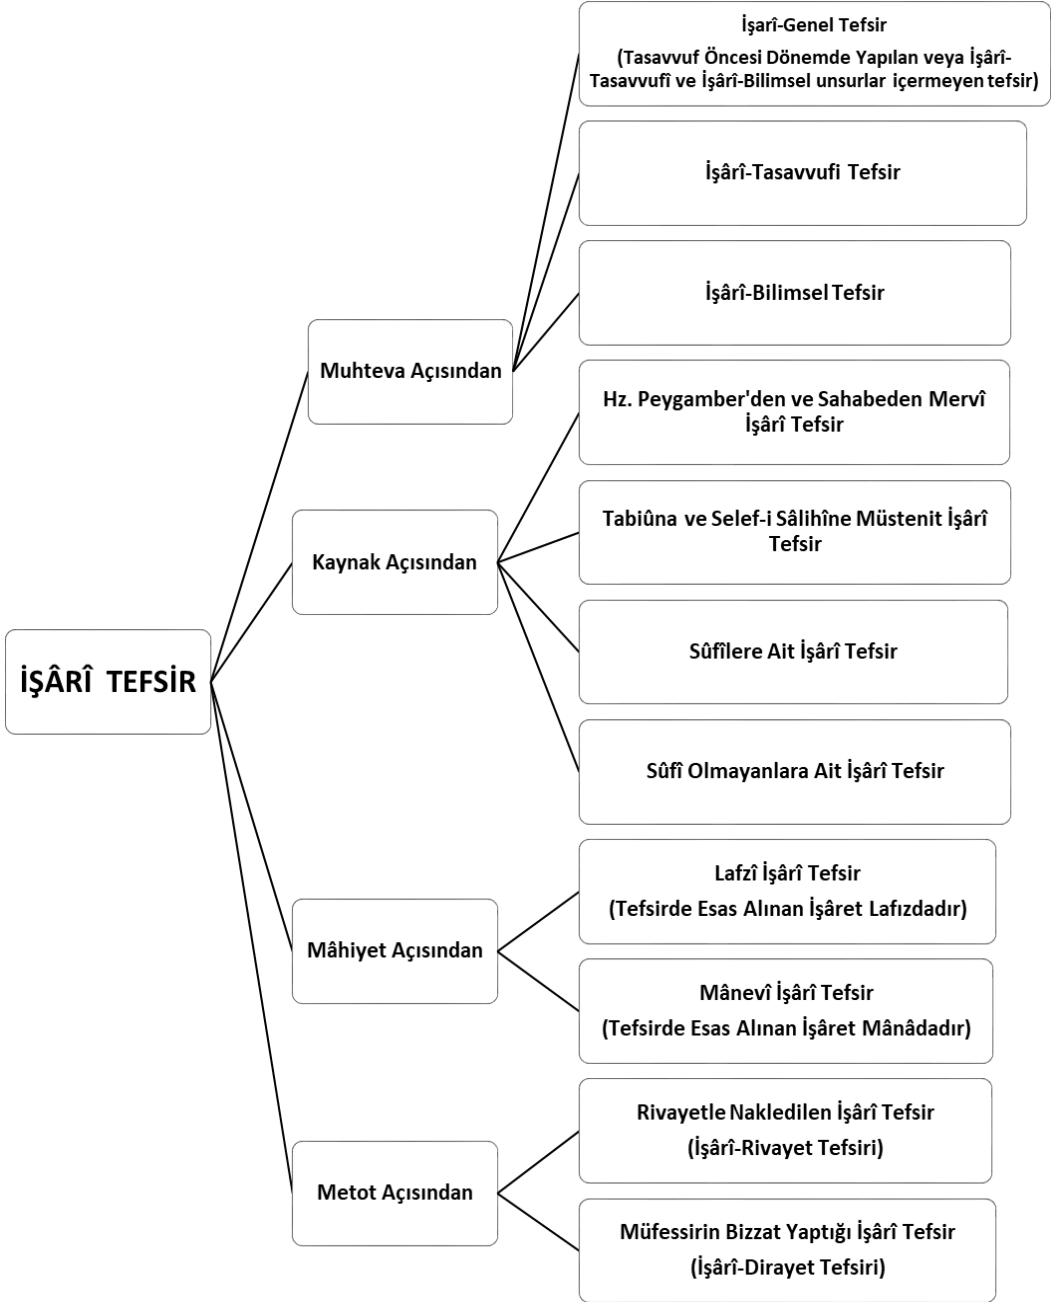 İşarî-Genel Tefsir
(Tasavvuf Öncesi Dönemde Yapılan veya İşârî-
Tasavvufî ve İşârî-Bilimsel unsurlar içermeyen tefsir)
İşârî-Tasavvufi Tefsir
İşârî-Bilimsel Tefsir
Muhteva Açısından
Hz. Peygamber'den ve Sahabeden Mervî
İşârî Tefsir
Tabiûna ve Selef-i Sâlihîne Müstenit İşârî
Tefsir
Kaynak Açısından
Sûfîlere Ait İşârî Tefsir
Sûfî Olmayanlara Ait İşârî Tefsir
İŞÂRÎ TEFSİR
Lafzî İşârî Tefsir
(Tefsirde Esas Alınan İşâret Lafızdadır)
Mâhiyet Açısından
Mânevî İşârî Tefsir
(Tefsirde Esas Alınan İşâret Mânâdadır)
Rivayetle Nakledilen İşârî Tefsir
(İşârî-Rivayet Tefsiri)
Metot Açısından
Müfessirin Bizzat Yaptığı İşârî Tefsir
(İşârî-Dirayet Tefsiri)